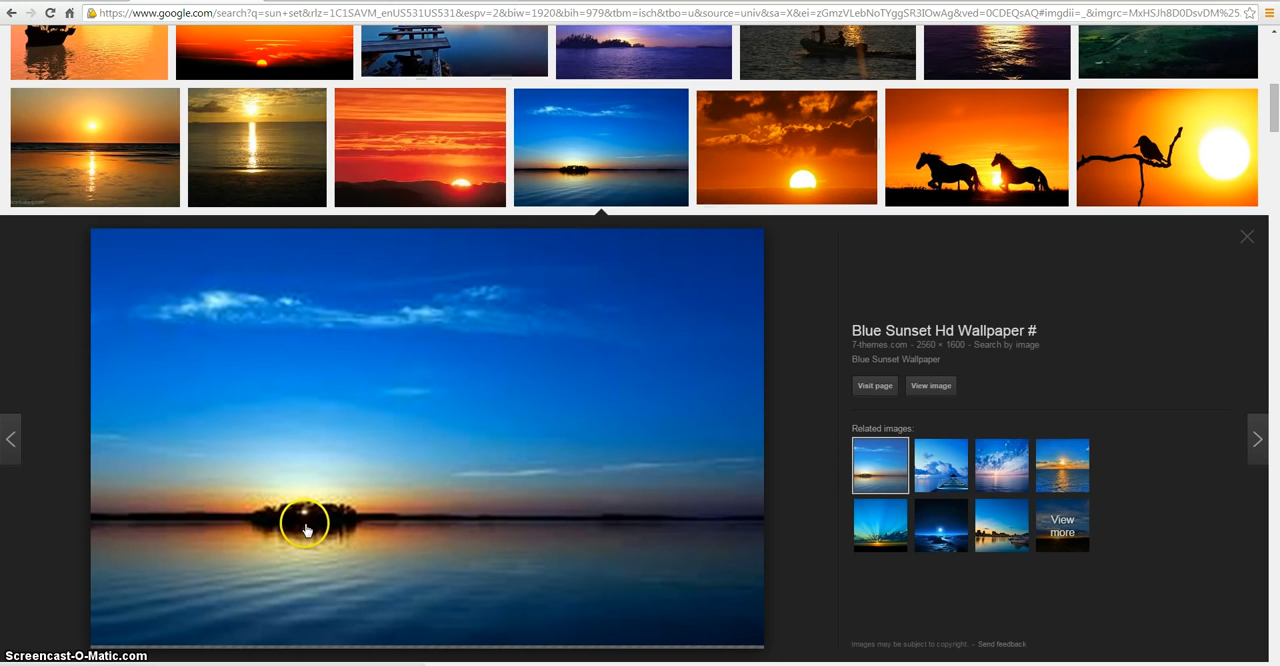 https://www.google.com/search?q=sun+set&rlz=1C1SAVM_enUS531US531&espv=2&biw=1920&bih=979&tbm=isch&tbo=u&source=univ&sa=X&ei=zGmzVLebNoTYggSR3IOwAg&ved=0CDEQsAQ#imgdii=_&imgrc=MxHSJh8D0DsvDM%25
Blue Sunset Hd Wallpaper #
7-themes.com - 2560 × 1600 - Search by image
Blue Sunset Wallpaper
Visit page View image
Related images:
View
more
Images may be subject to copyright. - Send feedback
Screencast-O-Matic.com